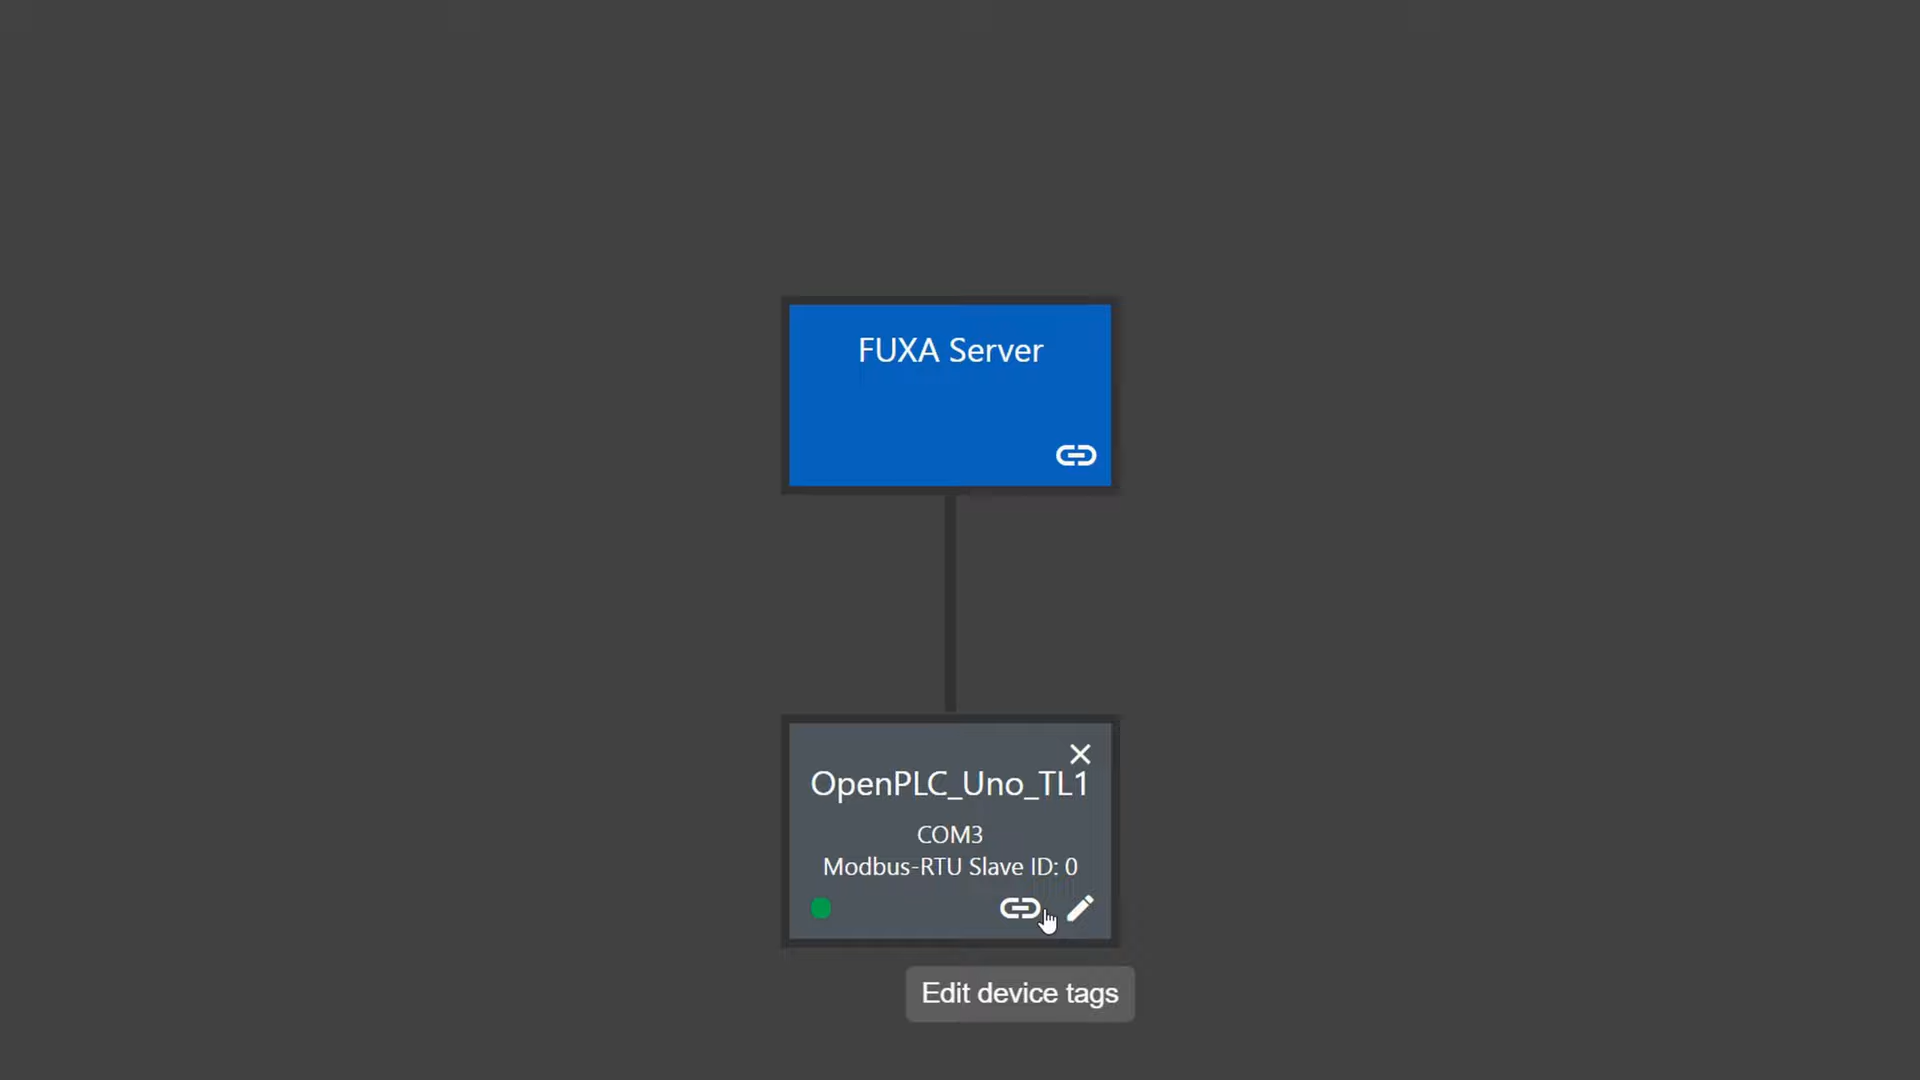 FUXA Server
OpenPLC_Uno_TL1
COM3
Modbus-RTU Slave ID: 0
Edit device tags